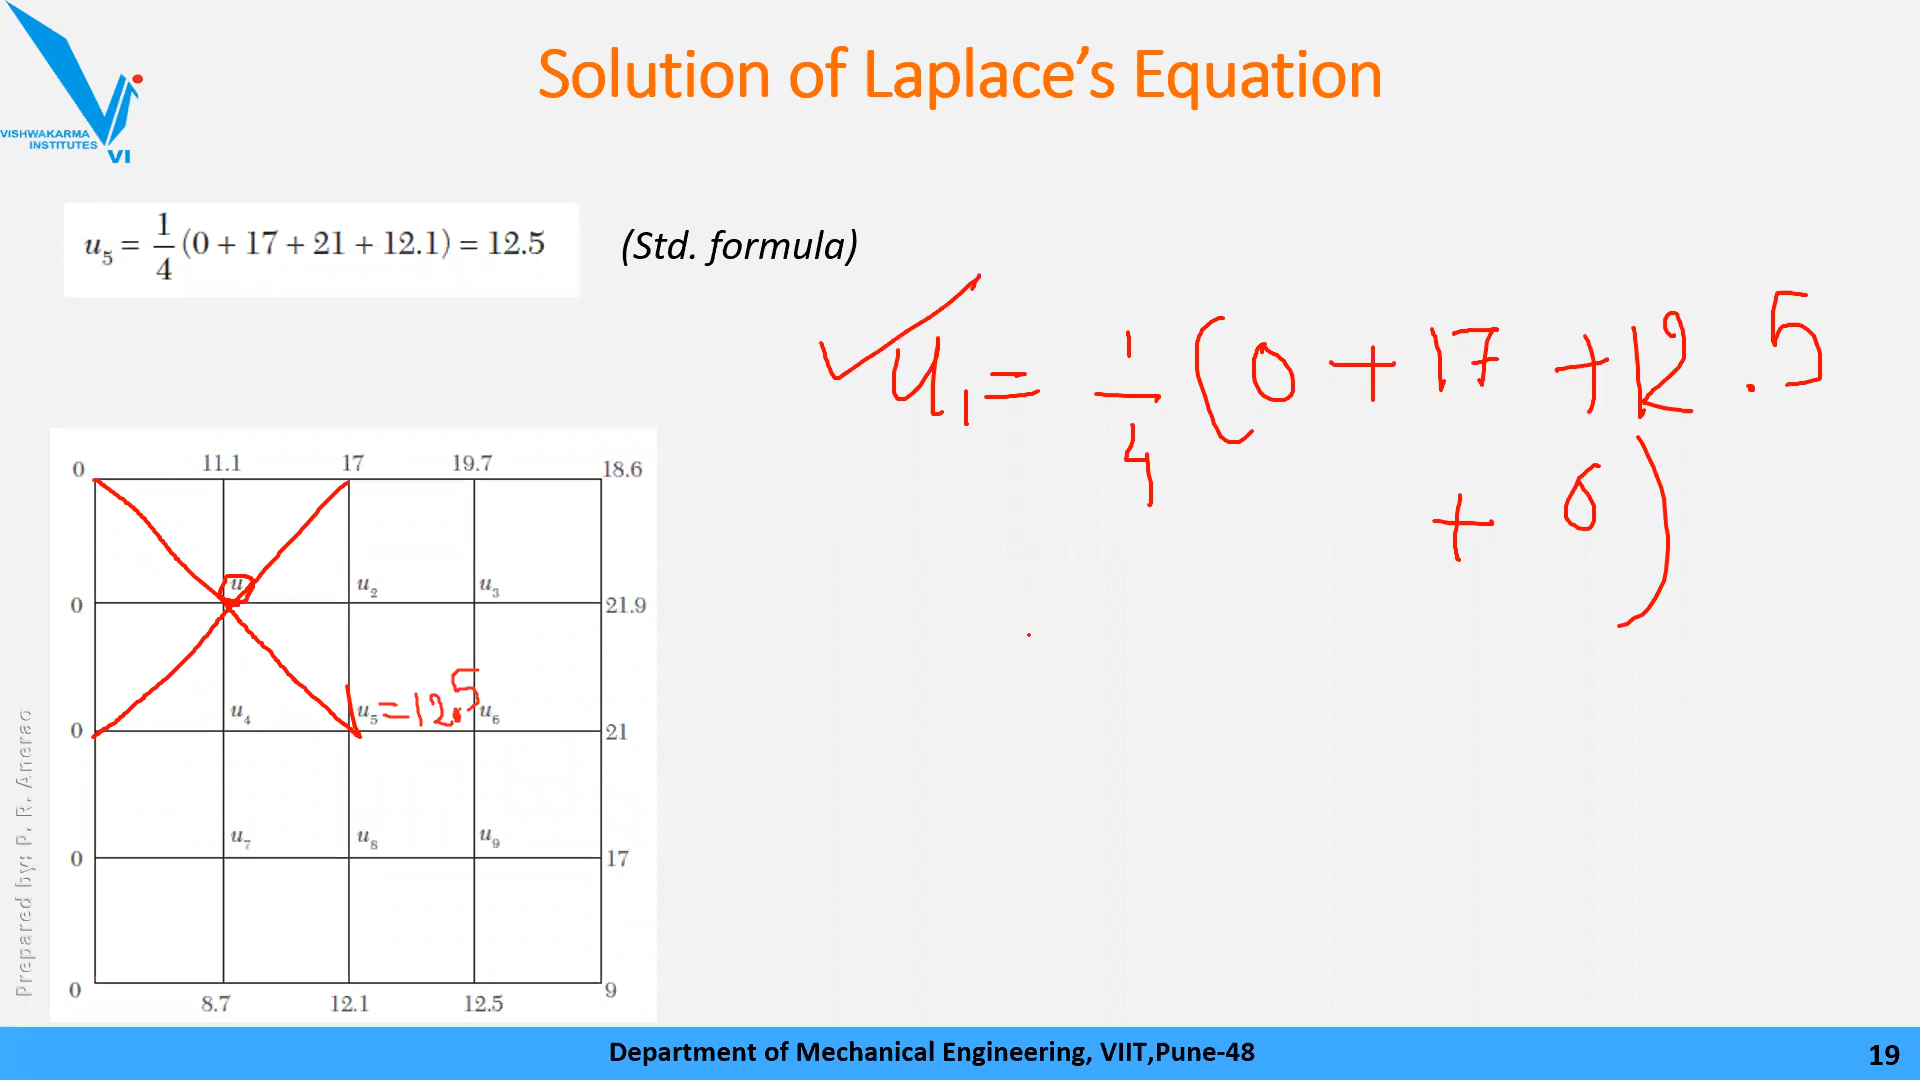 Solution of Laplace's Equation
VISHWAKARMA
INSTITUTES
VI
u5 = 1/4 (0 + 17 + 21 + 12.1) = 12.5
(Std. formula)
u1 = 1/4 (0 + 17 + 12.5
+ 0)
0 11.1 17 19.7 18.6
u u2 u3
0 21.9
u4 u5 = 12.5 u6
0 21
u7 u8 u9
0 17
0 8.7 12.1 12.5 9
Prepared by: P. R. Anerao
Department of Mechanical Engineering, VIIT,Pune-48
19